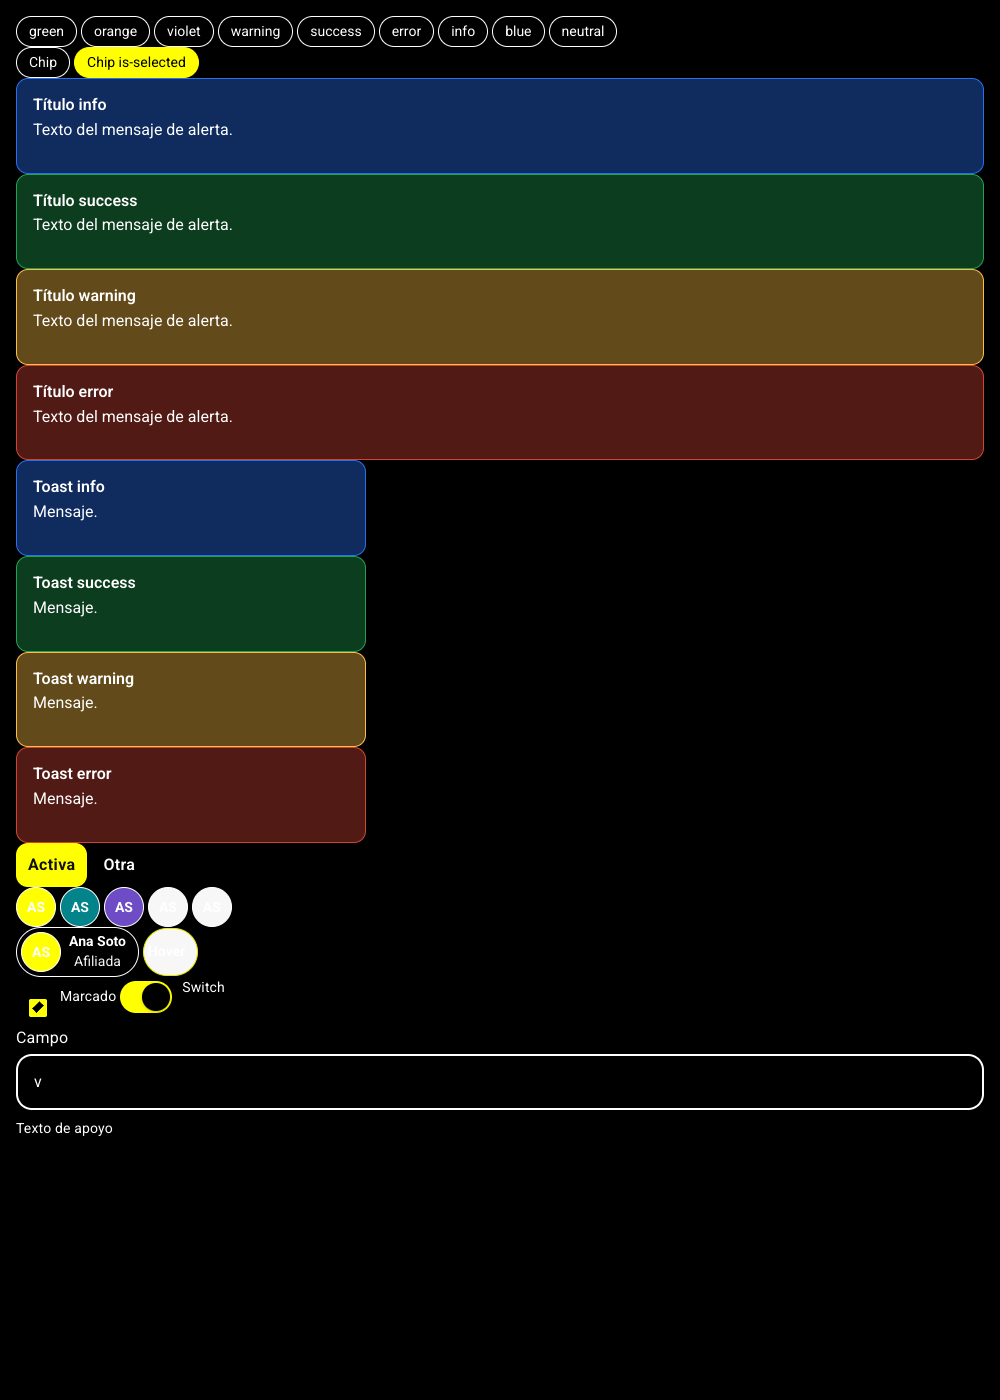 green orange violet warning success error info blue neutral
Chip Chip is-selected
Título info
Texto del mensaje de alerta.
Título success
Texto del mensaje de alerta.
Título warning
Texto del mensaje de alerta.
Título error
Texto del mensaje de alerta.
Toast info
Mensaje.
Toast success
Mensaje.
Toast warning
Mensaje.
Toast error
Mensaje.
Activa Otra
AS AS AS AS AS
AS Ana Soto
Afiliada
Marcado Switch
Campo
v
Texto de apoyo